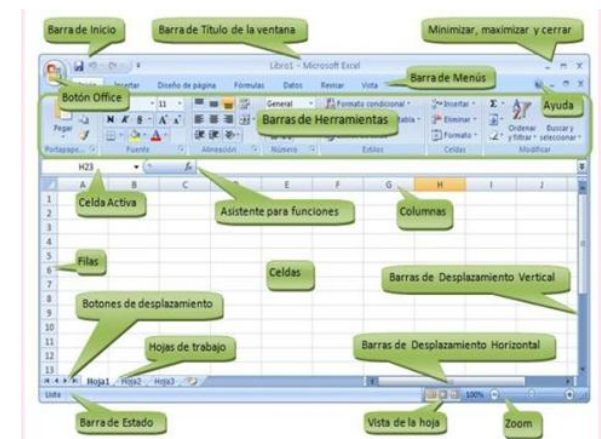 Barra de Inicio
Barra de Título de la ventana
Minimizar, maximizar y cerrar
Libro1 - Microsoft Excel
Insertar Diseño de página Fórmulas Datos Revisar Vista
Barra de Menús
Botón Office
Ayuda
11 General Formato condicional Insertar Σ
Barras de Herramientas
Pegar N K S A A Eliminar Ordenar y filtrar Buscar y seleccionar
Formato
Portapape... Fuente Alineación Número Estilos Celdas Modificar
H23 fx
A B C E F G H I J
Celda Activa
Asistente para funciones
Columnas
1
2
3
4
5
Filas
6
Celdas
Barras de Desplazamiento Vertical
7
8
Botones de desplazamiento
9
10
11
Hojas de trabajo
Barras de Desplazamiento Horizontal
12
13
Hoja1 Hoja2 Hoja3
Listo
100%
Barra de Estado
Vista de la hoja
Zoom